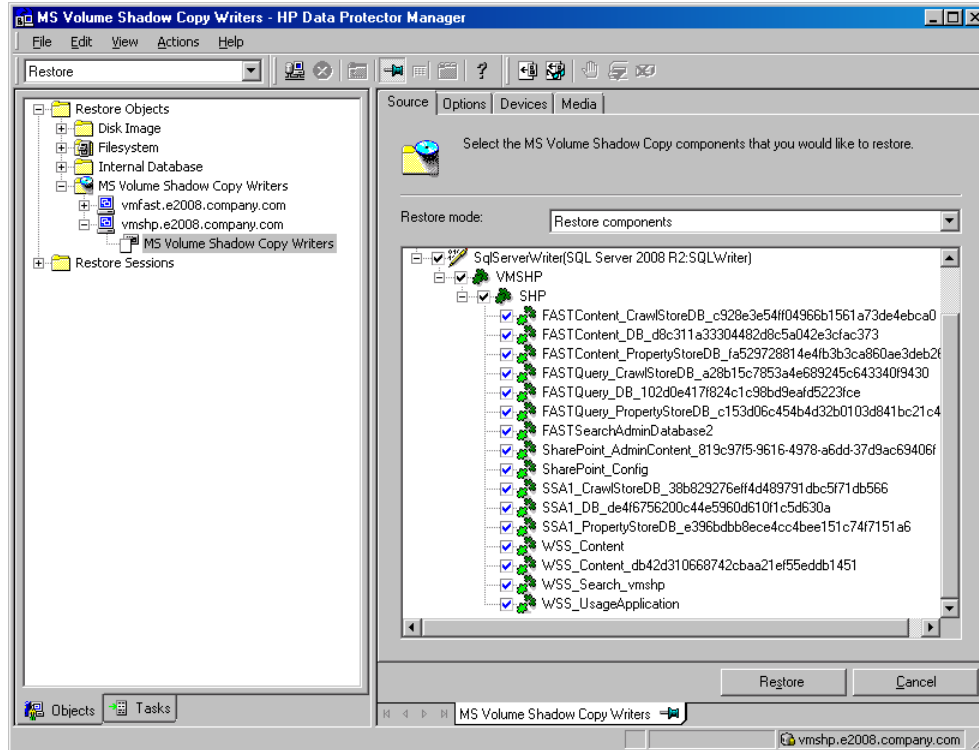 MS Volume Shadow Copy Writers - HP Data Protector Manager
File Edit View Actions Help
Restore
Restore Objects
Disk Image
Filesystem
Internal Database
MS Volume Shadow Copy Writers
vmfast.e2008.company.com
vmshp.e2008.company.com
MS Volume Shadow Copy Writers
Restore Sessions
Objects Tasks
Source Options Devices Media
Select the MS Volume Shadow Copy components that you would like to restore.
Restore mode: Restore components
SqlServerWriter(SQL Server 2008 R2:SQLWriter)
VMSHP
SHP
FASTContent_CrawlStoreDB_c928e3e54ff04966b1561a73de4ebca0
FASTContent_DB_d8c311a33304482d8c5a042e3cfac373
FASTContent_PropertyStoreDB_fa529728814e4fb3b3ca860ae3deb2f
FASTQuery_CrawlStoreDB_a28b15c7853a4e689245c643340f9430
FASTQuery_DB_102d0e417f824c1c98bd9eafd5223fce
FASTQuery_PropertyStoreDB_c153d06c454b4d32b0103d841bc21c4
FASTSearchAdminDatabase2
SharePoint_AdminContent_819c97f5-9616-4978-a6dd-37d9ac69406f
SharePoint_Config
SSA1_CrawlStoreDB_38b829276eff4d489791dbc5f71db566
SSA1_DB_de4f6756200c44e5960d610f1c5d630a
SSA1_PropertyStoreDB_e396bdbb8ece4cc4bee151c74f7151a6
WSS_Content
WSS_Content_db42d310668742cbaa21ef55eddb1451
WSS_Search_vmshp
WSS_UsageApplication
Restore Cancel
MS Volume Shadow Copy Writers
vmshp.e2008.company.com